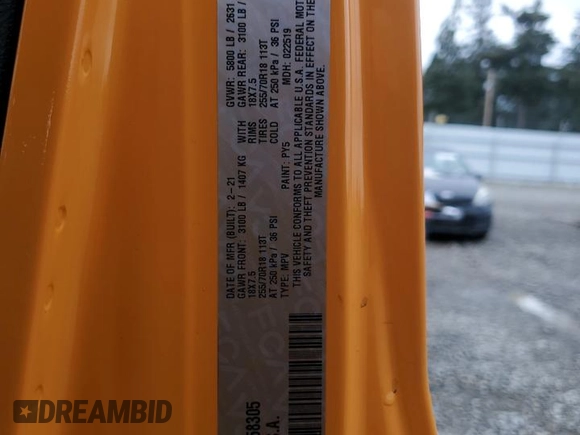 DATE OF MFR (BUILT): 2-21 GVWR: 5800 LB / 2631
GAWR FRONT: 3100 LB / 1407 KG WITH GAWR REAR: 3100 LB /
18X7.5 RIMS 18X7.5
255/70R18 113T TIRES 255/70R18 113T
AT 250 kPa / 36 PSI COLD AT 250 kPa / 36 PSI
TYPE: MPV PAINT: PY5 MDH: 022519
THIS VEHICLE CONFORMS TO ALL APPLICABLE U.S.A. FEDERAL MOT
SAFETY AND THEFT PREVENTION STANDARDS IN EFFECT ON THE
MANUFACTURE SHOWN ABOVE.
58305
.A.
DREAMBID